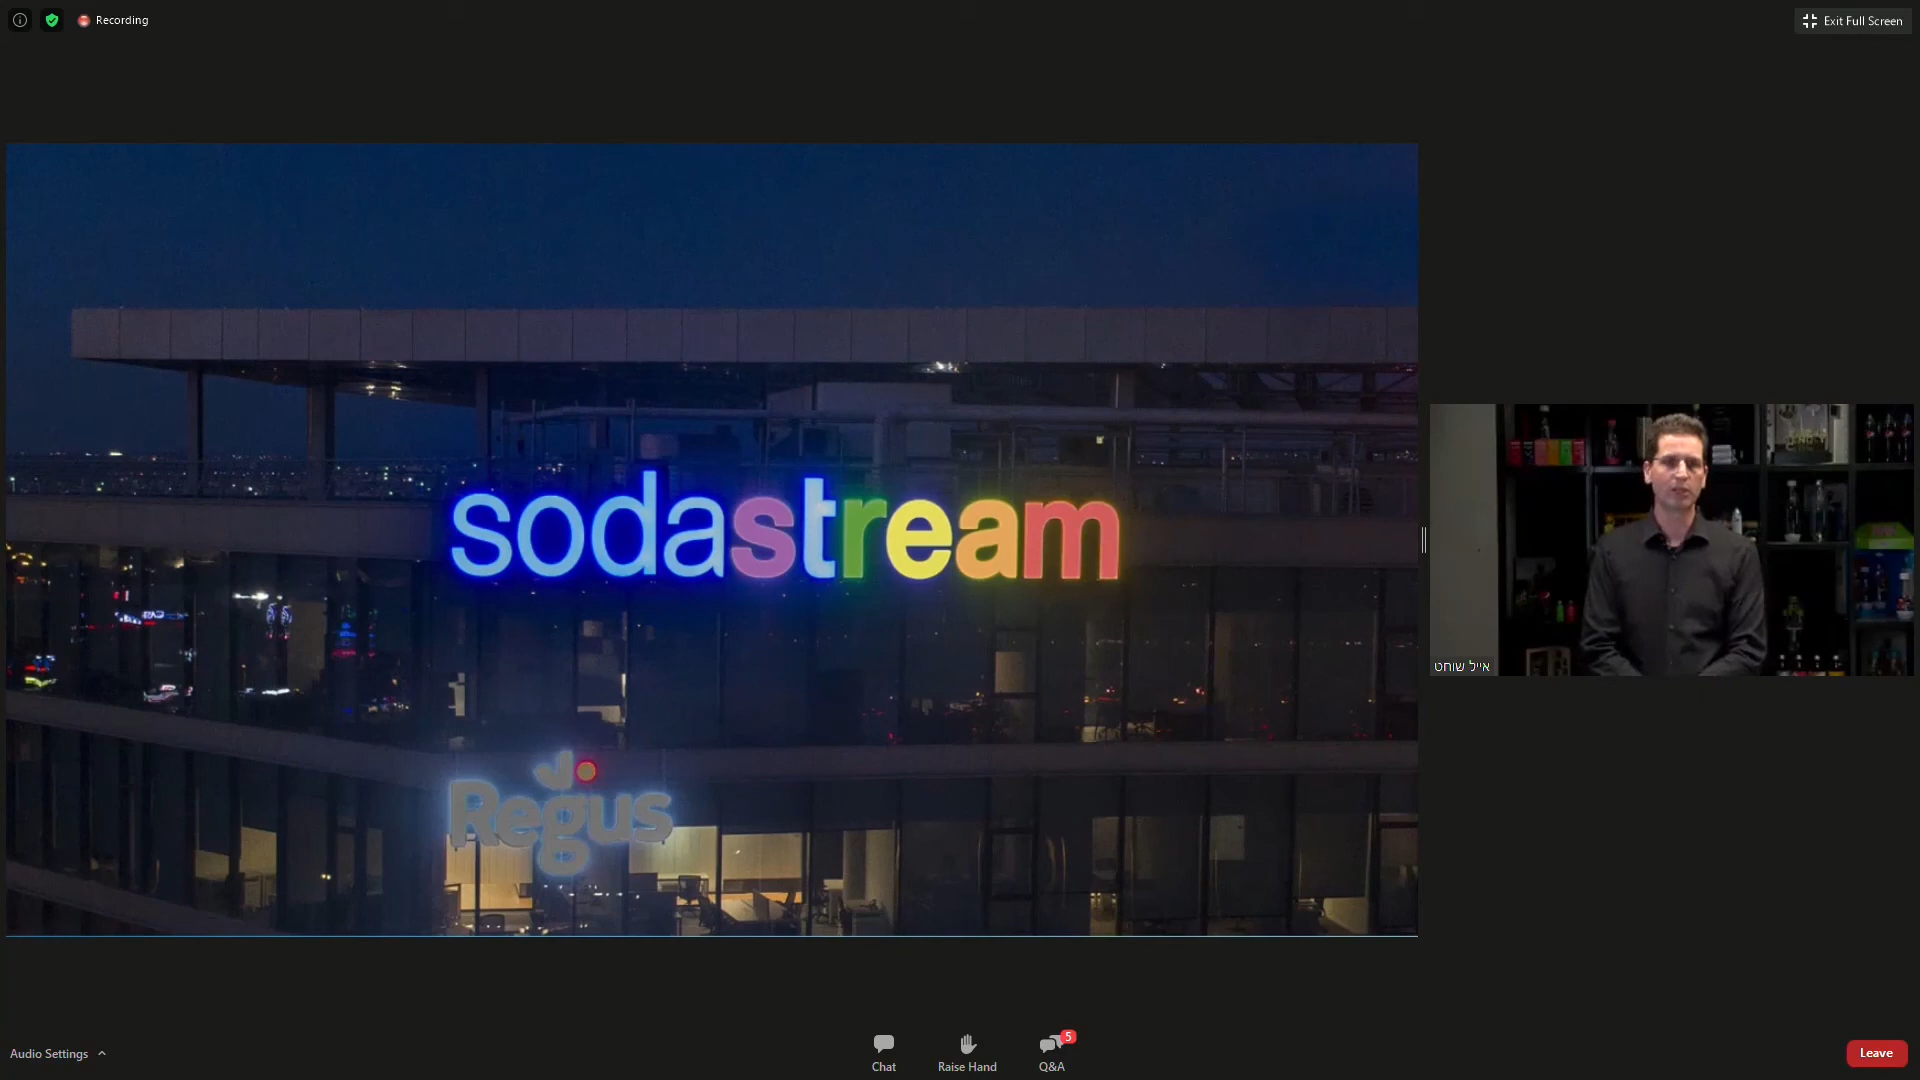 Recording
Exit Full Screen
sodastream
Regus
אייל שוחט
Audio Settings
Chat
Raise Hand
5
Q&A
Leave